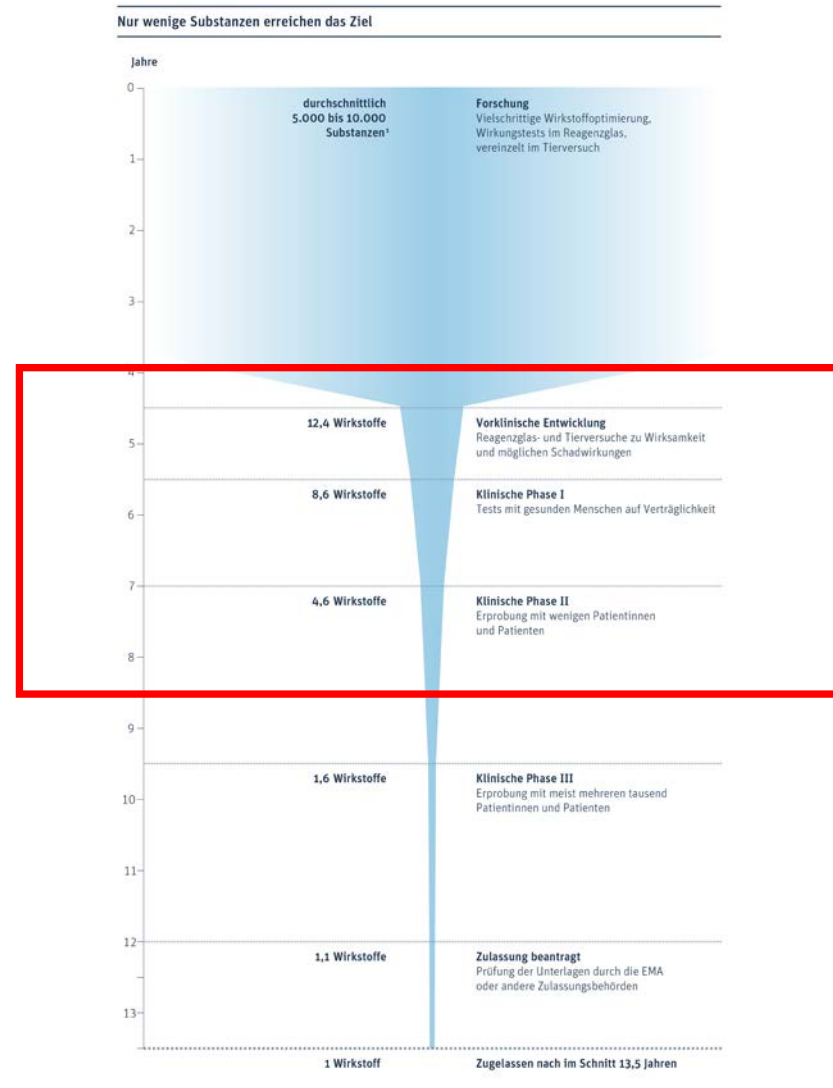 Nur wenige Substanzen erreichen das Ziel
Jahre
0
durchschnittlich
5.000 bis 10.000
Substanzen¹
Forschung
Vielschrittige Wirkstoffoptimierung,
Wirkungstests im Reagenzglas,
vereinzelt im Tierversuch
1
2
3
4
12,4 Wirkstoffe
Vorklinische Entwicklung
Reagenzglas- und Tierversuche zu Wirksamkeit
und möglichen Schadwirkungen
5
8,6 Wirkstoffe
Klinische Phase I
Tests mit gesunden Menschen auf Verträglichkeit
6
7
4,6 Wirkstoffe
Klinische Phase II
Erprobung mit wenigen Patientinnen
und Patienten
8
9
1,6 Wirkstoffe
Klinische Phase III
Erprobung mit meist mehreren tausend
Patientinnen und Patienten
10
11
12
1,1 Wirkstoffe
Zulassung beantragt
Prüfung der Unterlagen durch die EMA
oder andere Zulassungsbehörden
13
1 Wirkstoff
Zugelassen nach im Schnitt 13,5 Jahren